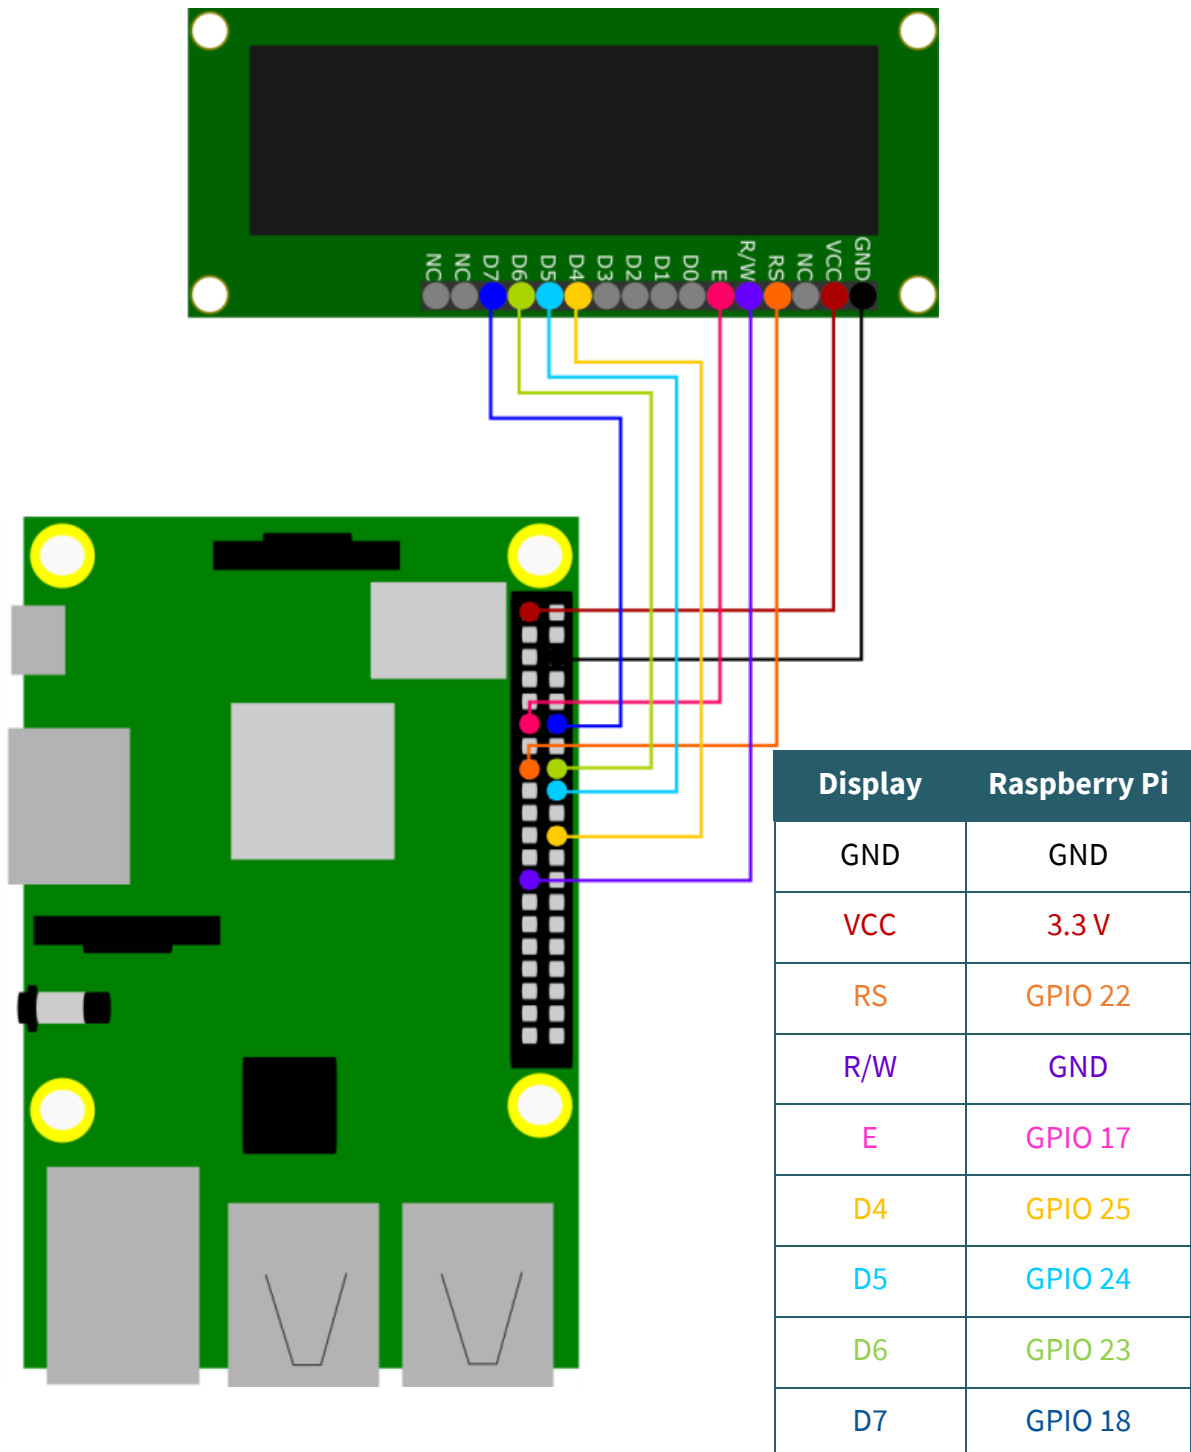 NC NC D7 D6 D5 D4 D3 D2 D1 D0 E R/W RS NC VCC GND
Display Raspberry Pi
GND GND
VCC 3.3 V
RS GPIO 22
R/W GND
E GPIO 17
D4 GPIO 25
D5 GPIO 24
D6 GPIO 23
D7 GPIO 18